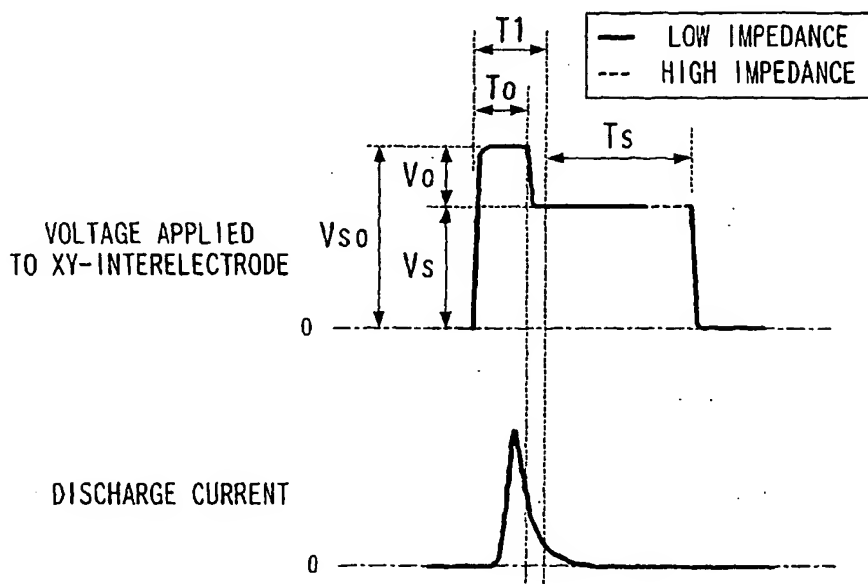 T1
LOW IMPEDANCE
HIGH IMPEDANCE
To
Ts
Vo
VOLTAGE APPLIED
TO XY-INTERELECTRODE
Vso
Vs
0
DISCHARGE CURRENT
0